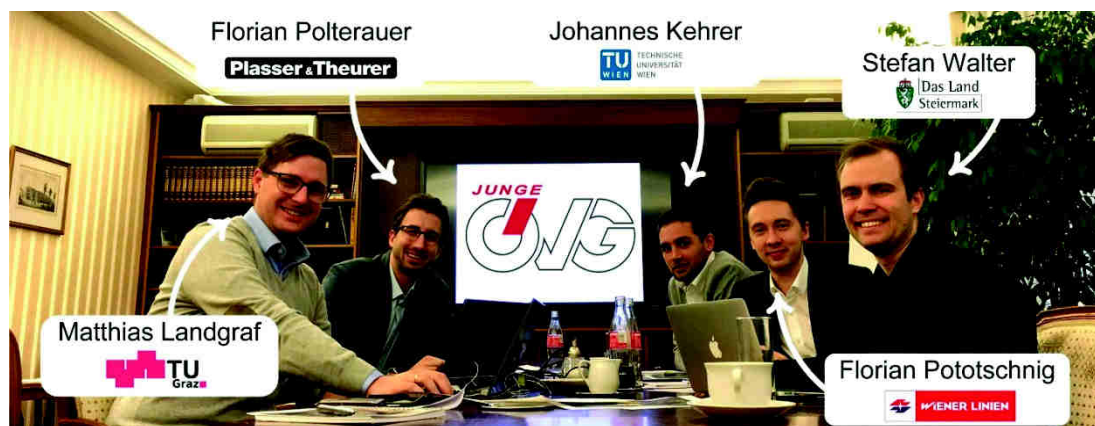 Florian Polterauer
Plasser & Theurer
Johannes Kehrer
TU
WIEN
TECHNISCHE
UNIVERSITÄT
WIEN
Stefan Walter
Das Land
Steiermark
JUNGE
ÖVG
Matthias Landgraf
TU
Graz
Florian Pototschnig
WIENER LINIEN